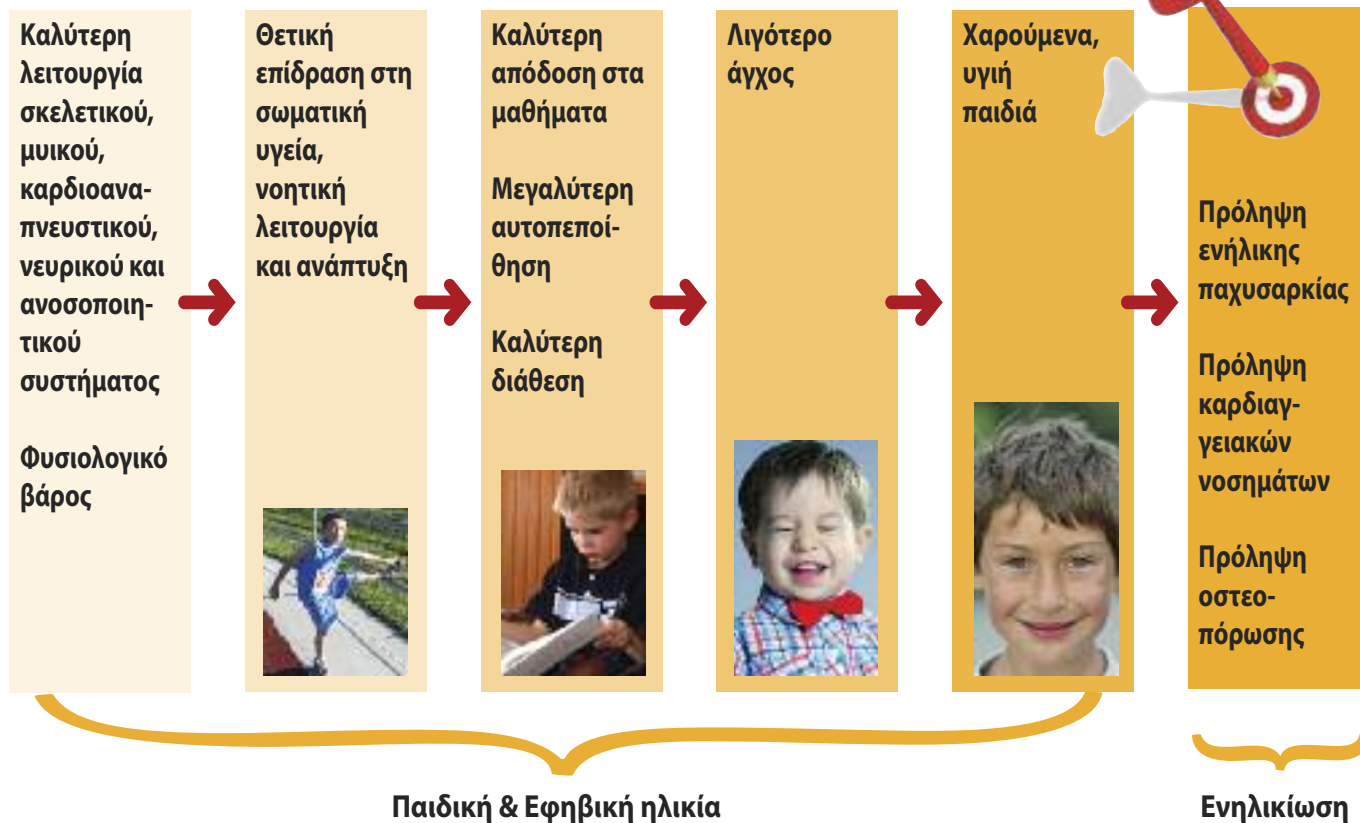 Καλύτερη
λειτουργία
σκελετικού,
μυικού,
καρδιοανα-
πνευστικού,
νευρικού και
ανοσοποιη-
τικού
συστήματος
Φυσιολογικό
βάρος
Θετική
επίδραση στη
σωματική
υγεία,
νοητική
λειτουργία
και ανάπτυξη
Καλύτερη
απόδοση στα
μαθήματα
Μεγαλύτερη
αυτοπεποί-
θηση
Καλύτερη
διάθεση
Λιγότερο
άγχος
Χαρούμενα,
υγιή
παιδιά
Πρόληψη
ενήλικης
παχυσαρκίας
Πρόληψη
καρδιαγ-
γειακών
νοσημάτων
Πρόληψη
οστεο-
πόρωσης
Παιδική & Εφηβική ηλικία
Ενηλικίωση